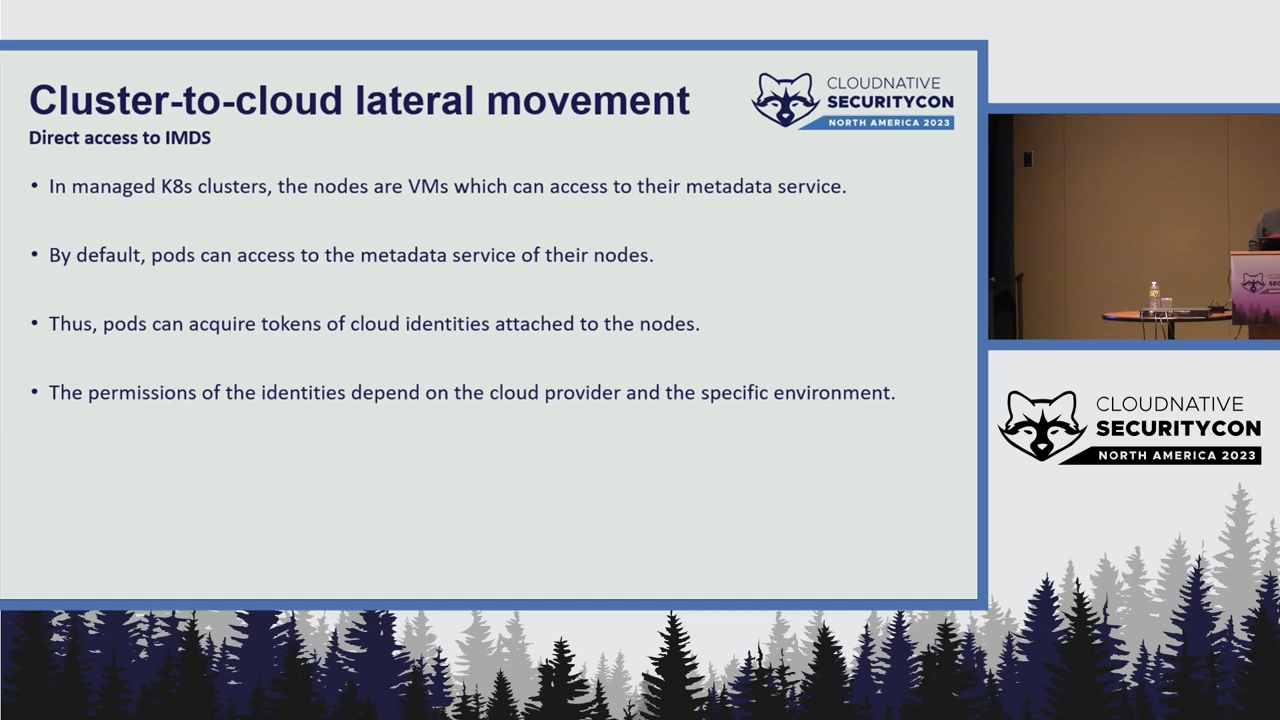 Cluster-to-cloud lateral movement
Direct access to IMDS
CLOUDNATIVE
SECURITYCON
NORTH AMERICA 2023
• In managed K8s clusters, the nodes are VMs which can access to their metadata service.
• By default, pods can access to the metadata service of their nodes.
• Thus, pods can acquire tokens of cloud identities attached to the nodes.
• The permissions of the identities depend on the cloud provider and the specific environment.
CLOUDNATIVE
SECURITYCON
NORTH AMERICA 2023